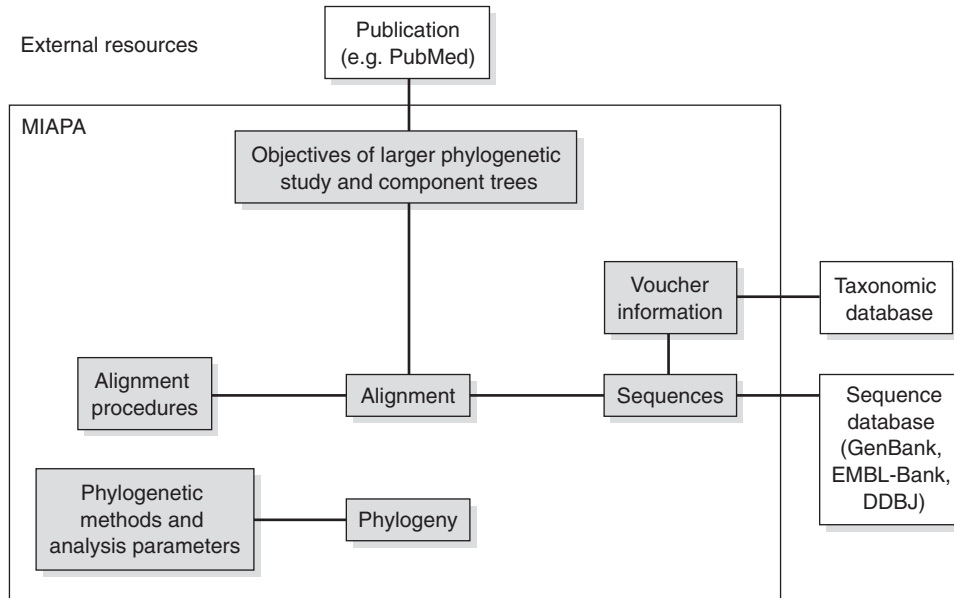 External resources
Publication
(e.g. PubMed)
MIAPA
Objectives of larger phylogenetic
study and component trees
Voucher
information
Taxonomic
database
Alignment
procedures
Alignment
Sequences
Sequence
database
(GenBank,
EMBL-Bank,
DDBJ)
Phylogenetic
methods and
analysis parameters
Phylogeny